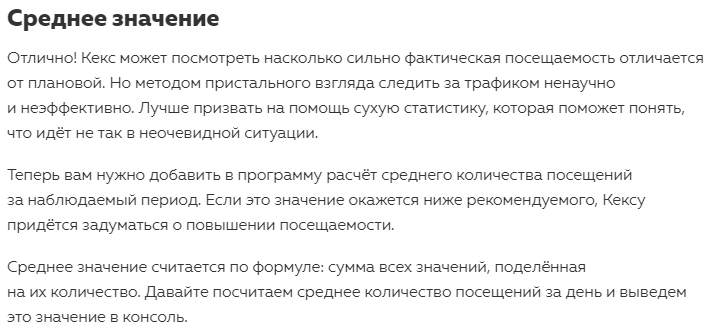 Среднее значение
Отлично! Кекс может посмотреть насколько сильно фактическая посещаемость отличается
от плановой. Но методом пристального взгляда следить за трафиком ненаучно
и неэффективно. Лучше призвать на помощь сухую статистику, которая поможет понять,
что идёт не так в неочевидной ситуации.
Теперь вам нужно добавить в программу расчёт среднего количества посещений
за наблюдаемый период. Если это значение окажется ниже рекомендуемого, Кексу
придётся задуматься о повышении посещаемости.
Среднее значение считается по формуле: сумма всех значений, поделённая
на их количество. Давайте посчитаем среднее количество посещений за день и выведем
это значение в консоль.